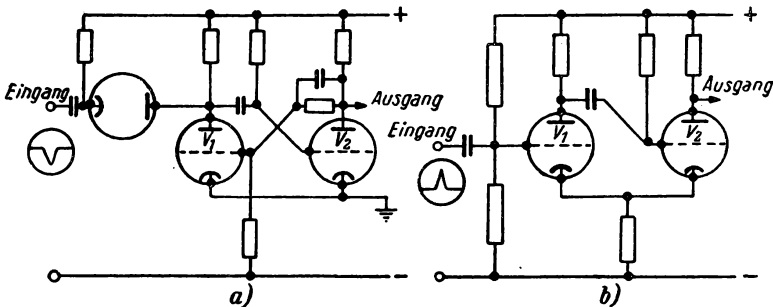 +
Eingang
V1
V2
Ausgang
-
a)
+
Eingang
V1
V2
Ausgang
-
b)